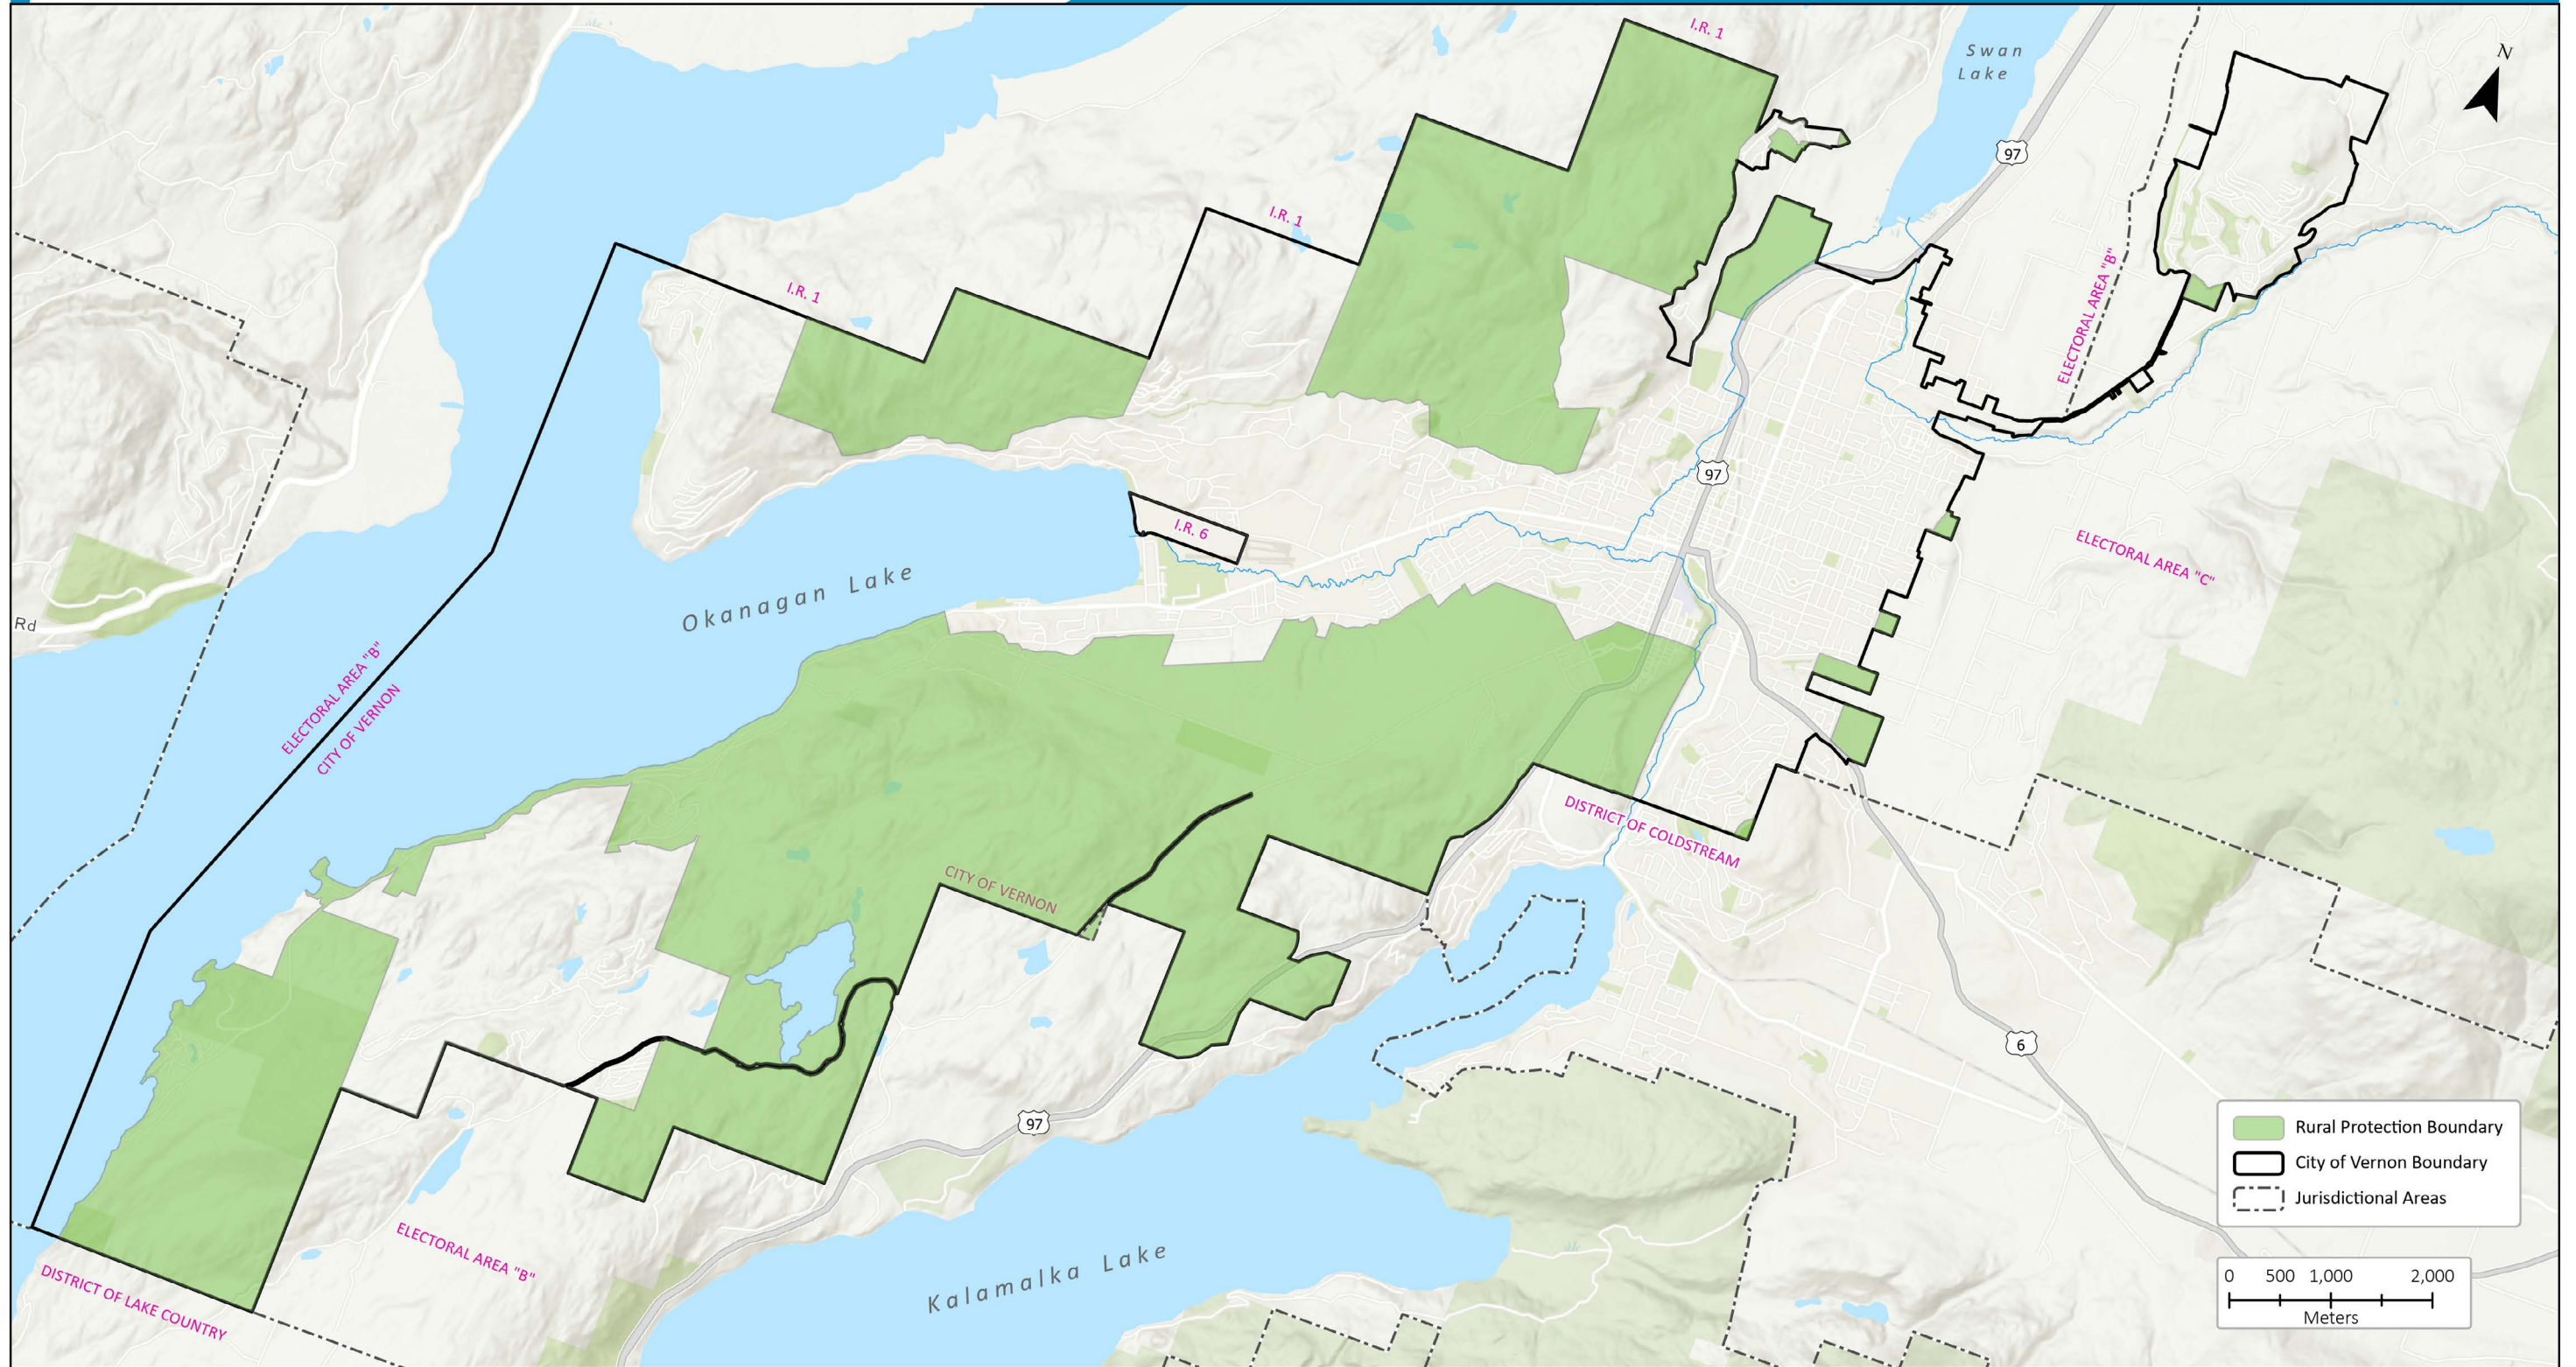 I.R. 1
Swan
Lake
N
97
I.R. 1
I.R. 1
ELECTORAL AREA "B"
97
I.R. 6
ELECTORAL AREA "C"
Okanagan Lake
Rd
ELECTORAL AREA "B"
CITY OF VERNON
DISTRICT OF COLDSTREAM
CITY OF VERNON
6
97
Rural Protection Boundary
City of Vernon Boundary
Jurisdictional Areas
ELECTORAL AREA "B"
Kalamalka Lake
DISTRICT OF LAKE COUNTRY
0 500 1,000 2,000
Meters